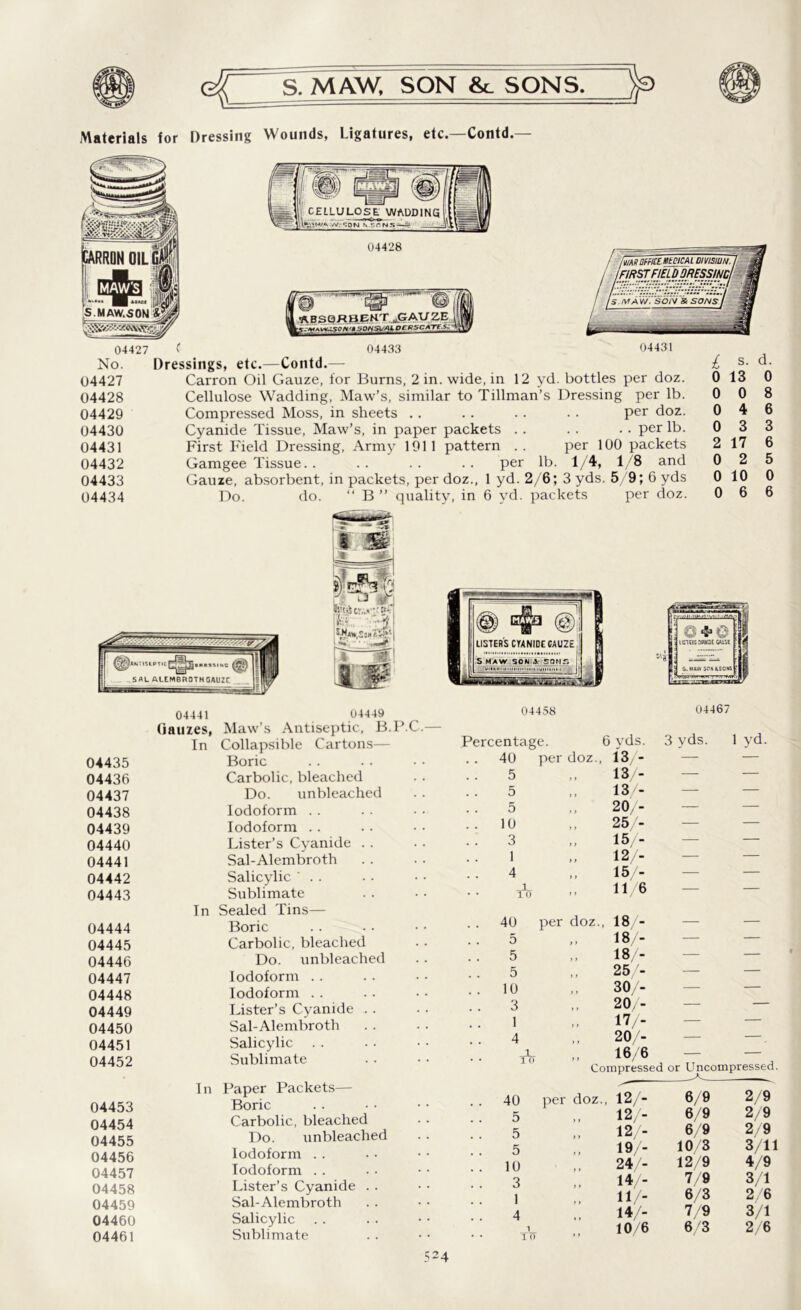 S. MAW, SON & SONS.
Materials for Dressing Wounds, Ligatures, etc.—Contd.—
CARRON OIL
MAW'S
S. MAW, SON &
MAW'S
CELLULOSE WADDING
04428
ABSORBENT GAUZE
WAR OFFICE MEDICAL DIVISION.
FIRST FIELD DRESSING
S. MAW, SON & SONS
04427 04433 04431
No. Dressings, etc.—Contd.— £ s. d.
04427 Carron Oil Gauze, for Burns, 2 in. wide, in 12 yd. bottles per doz. 0 13 0
04428 Cellulose Wadding, Maw's, similar to Tillman's Dressing per lb. 0 0 8
04429 Compressed Moss, in sheets . . . . . . . . per doz. 0 4 6
04430 Cyanide Tissue, Maw's, in paper packets . . . . . . per lb. 0 3 3
04431 First Field Dressing, Army 1911 pattern . . per 100 packets 2 17 6
04432 Gamgee Tissue. . . . . . . . per lb. 1/4, 1/8 and 0 2 5
04433 Gauze, absorbent, in packets, per doz., 1 yd. 2/6; 3 yds. 5/9; 6 yds 0 10 0
04434 Do. do. "B" quality, in 6 yd. packets per doz. 0 6 6
ANTISEPTIC DRESSING
SAL ALEMBROTH GAUZE
MAW'S
LISTER'S CYANIDE GAUZE
S MAW SON & SONS
04441 04449 04458 04467
Gauzes, Maw's Antiseptic, B.P.C.—
In Collapsible Cartons— Percentage. 6 yds. 3 yds. 1 yd.
04435 Boric . . . . . . . . 40 per doz., 13/- — —
04436 Carbolic, bleached . . . . 5 ,, 13/- — —
04437 Do. unbleached . . . . 5 ,, 13/- — —
04438 Iodoform . . . . . . . . 5 ,, 20/- — —
04439 Iodoform . . . . . . . . 10 ,, 25/- — —
04440 Lister's Cyanide . . . . . . 3 ,, 15/- — —
04441 Sal-Alembroth . . . . . . 1 ,, 12/- — —
04442 Salicylic . . . . . . . . 4 ,, 15/- — —
04443 Sublimate . . . . . . 1/10 ,, 11/6 — —
In Sealed Tins—
04444 Boric . . . . . . . . 40 per doz., 18/- — —
04445 Carbolic, bleached . . . . 5 ,, 18/- — —
04446 Do. unbleached . . . . 5 ,, 18/- — —
04447 Iodoform . . . . . . . . 5 ,, 25/- — —
04448 Iodoform . . . . . . . . 10 ,, 30/- — —
04449 Lister's Cyanide . . . . . . 3 ,, 20/- — —
04450 Sal-Alembroth . . . . . . 1 ,, 17/- — —
04451 Salicylic . . . . . . . . 4 ,, 20/- — —
04452 Sublimate . . . . . . 1/10 ,, 16/6 — —
Compressed or Uncompressed.
In Paper Packets—
04453 Boric . . . . . . . . 40 per doz., 12/- 6/9 2/9
04454 Carbolic, bleached . . . . 5 ,, 12/- 6/9 2/9
04455 Do. unbleached . . . . 5 ,, 12/- 6/9 2/9
04456 Iodoform . . . . . . . . 5 ,, 19/- 10/3 3/11
04457 Iodoform . . . . . . . . 10 ,, 24/- 12/9 4/9
04458 Lister's Cyanide . . . . . . 3 ,, 14/- 7/9 3/1
04459 Sal-Alembroth . . . . . . 1 ,, 11/- 6/3 2/6
04460 Salicylic . . . . . . . . 4 ,, 14/- 7/9 3/1
04461 Sublimate . . . . . . 1/10 ,, 10/6 6/3 2/6
524